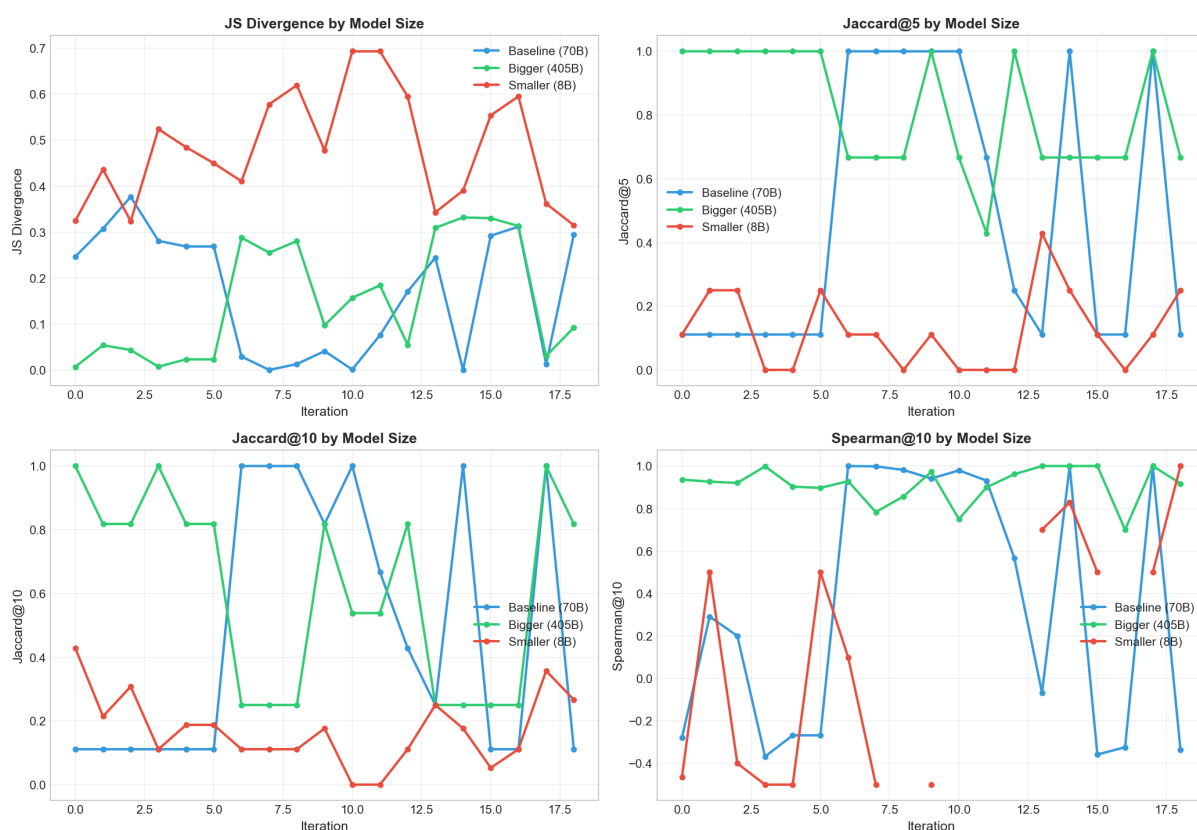 JS Divergence by Model Size
JS Divergence
0.7
0.6
0.5
0.4
0.3
0.2
0.1
0.0
Baseline (70B)
Bigger (405B)
Smaller (8B)
0.0 2.5 5.0 7.5 10.0 12.5 15.0 17.5
Iteration
Jaccard@5 by Model Size
Jaccard@5
1.0
0.8
0.6
0.4
0.2
0.0
Baseline (70B)
Bigger (405B)
Smaller (8B)
0.0 2.5 5.0 7.5 10.0 12.5 15.0 17.5
Iteration
Jaccard@10 by Model Size
Jaccard@10
1.0
0.8
0.6
0.4
0.2
0.0
Baseline (70B)
Bigger (405B)
Smaller (8B)
0.0 2.5 5.0 7.5 10.0 12.5 15.0 17.5
Iteration
Spearman@10 by Model Size
Spearman@10
1.0
0.8
0.6
0.4
0.2
0.0
−0.2
−0.4
Baseline (70B)
Bigger (405B)
Smaller (8B)
0.0 2.5 5.0 7.5 10.0 12.5 15.0 17.5
Iteration